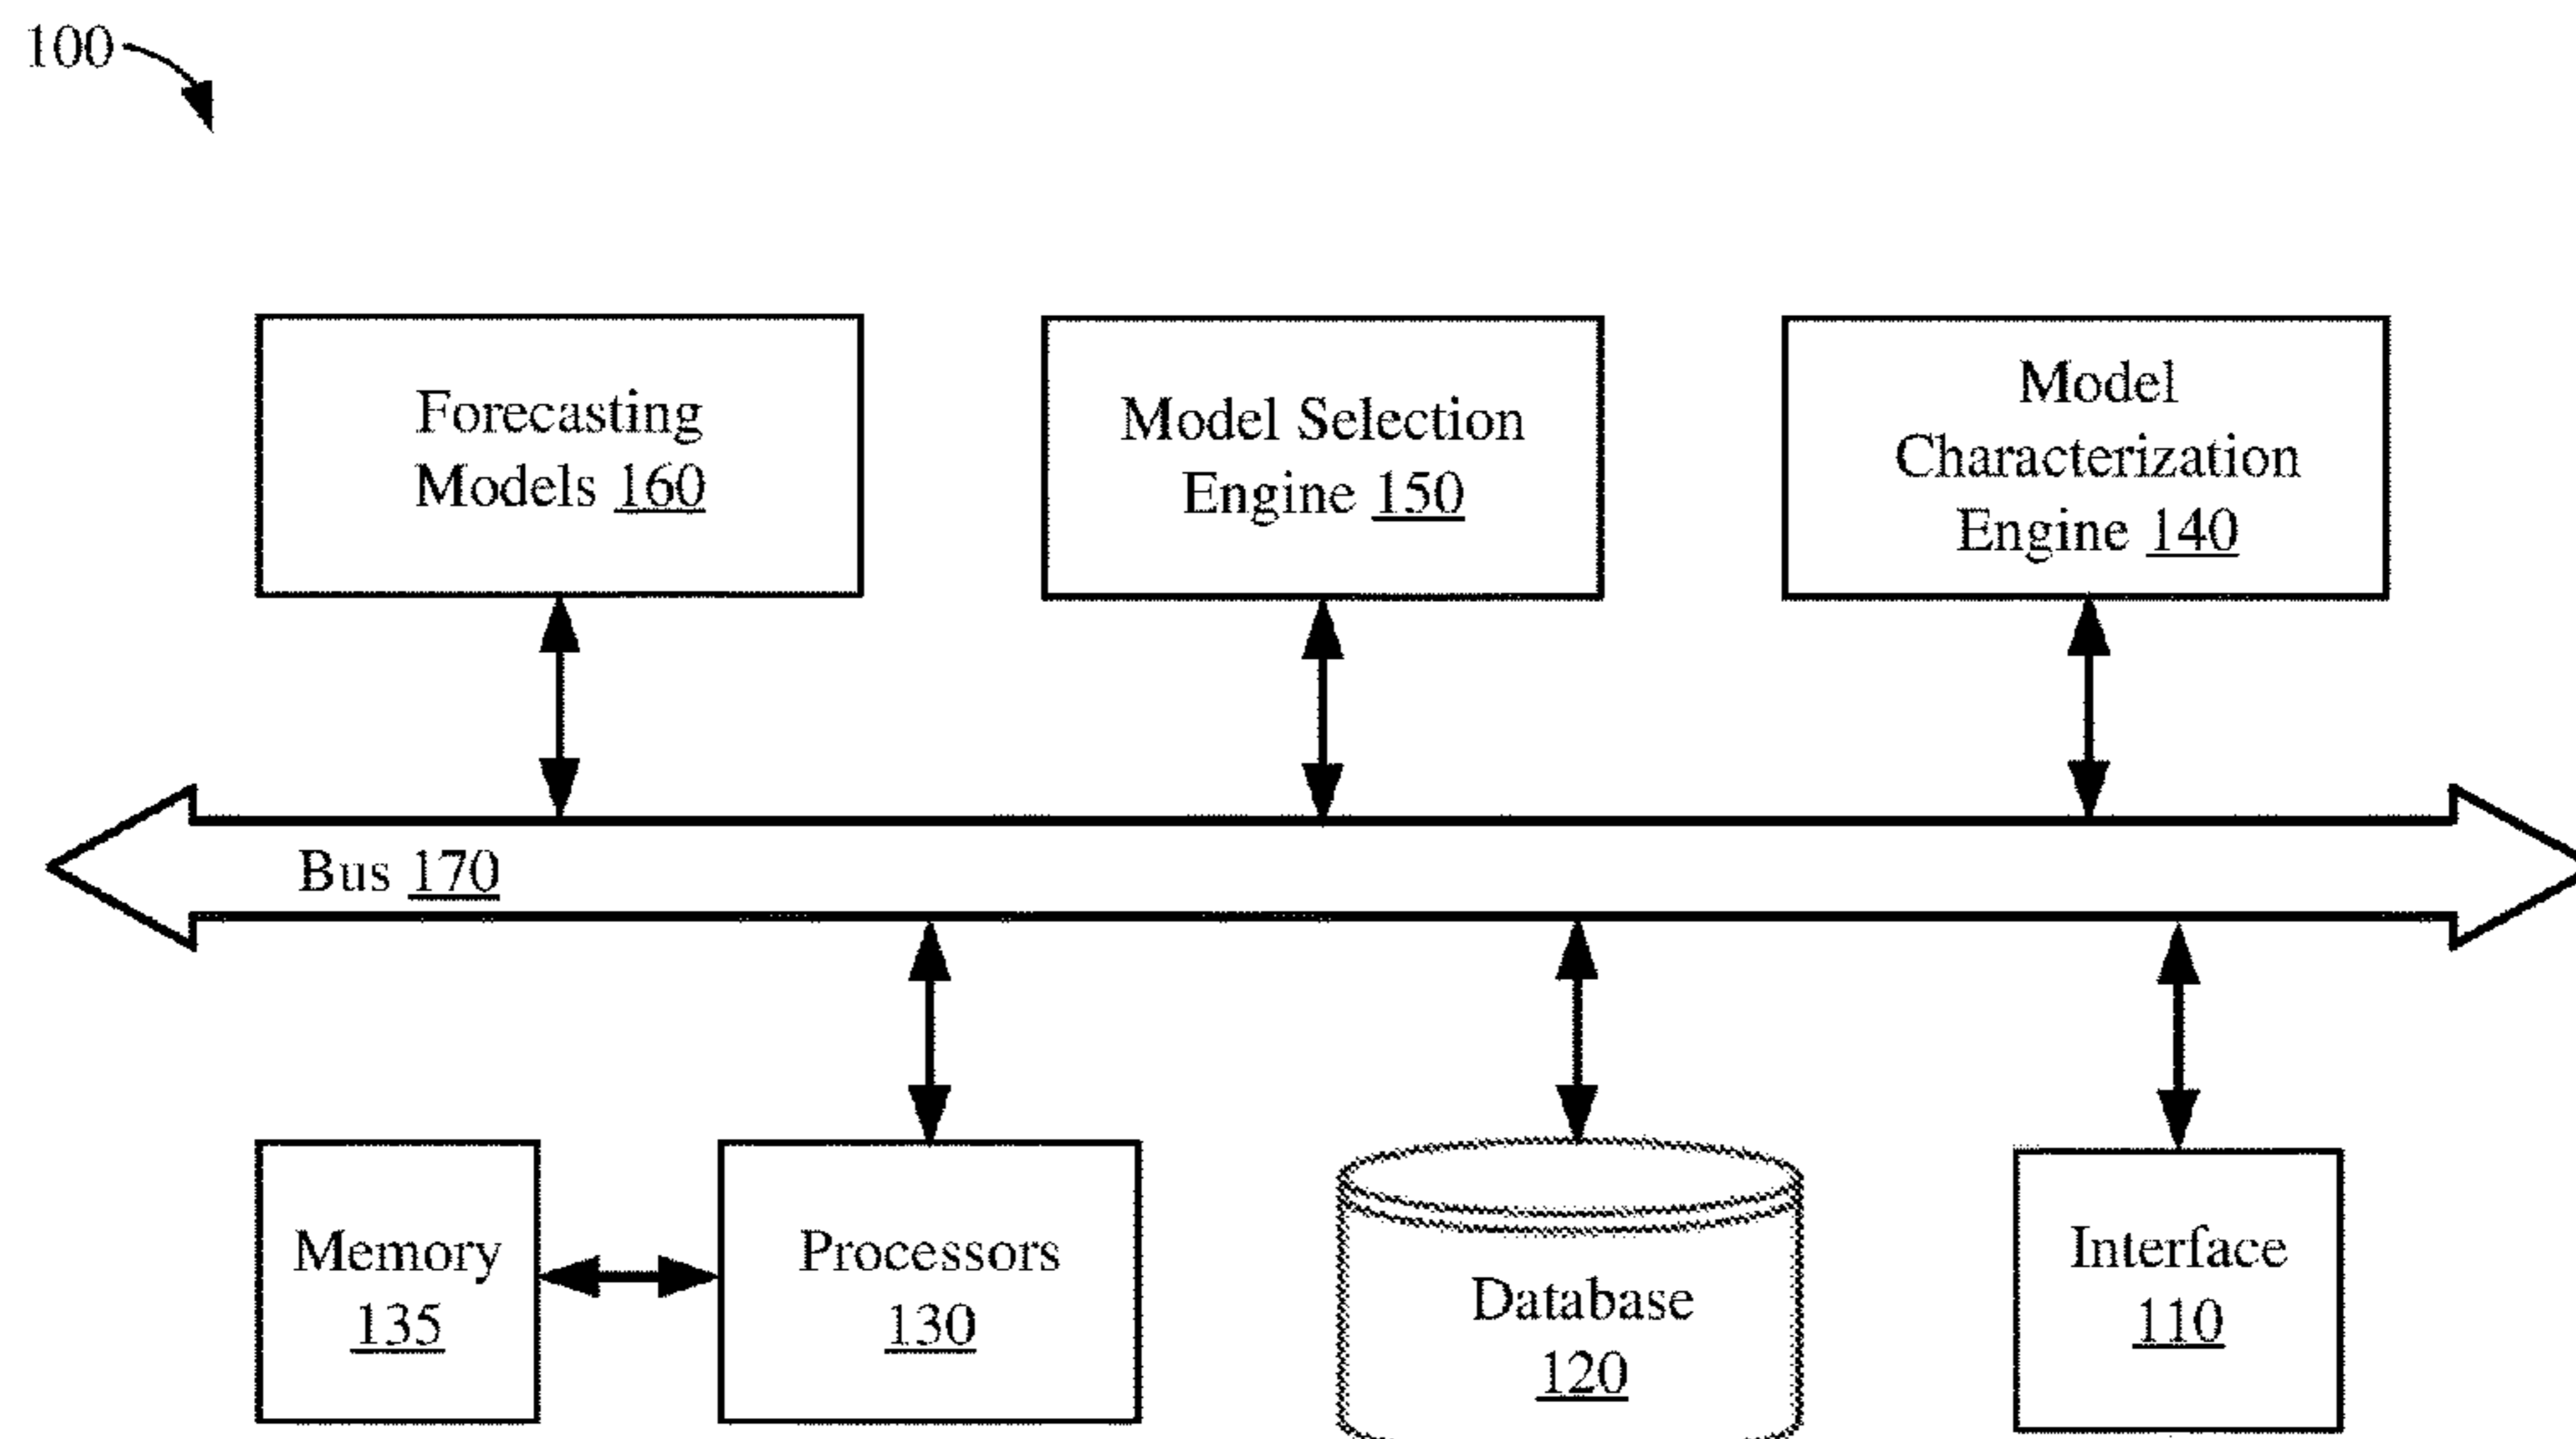 100
Forecasting
Models 160
Model Selection
Engine 150
Model
Characterization
Engine 140
Bus 170
Memory
135
Processors
130
Database
120
Interface
110